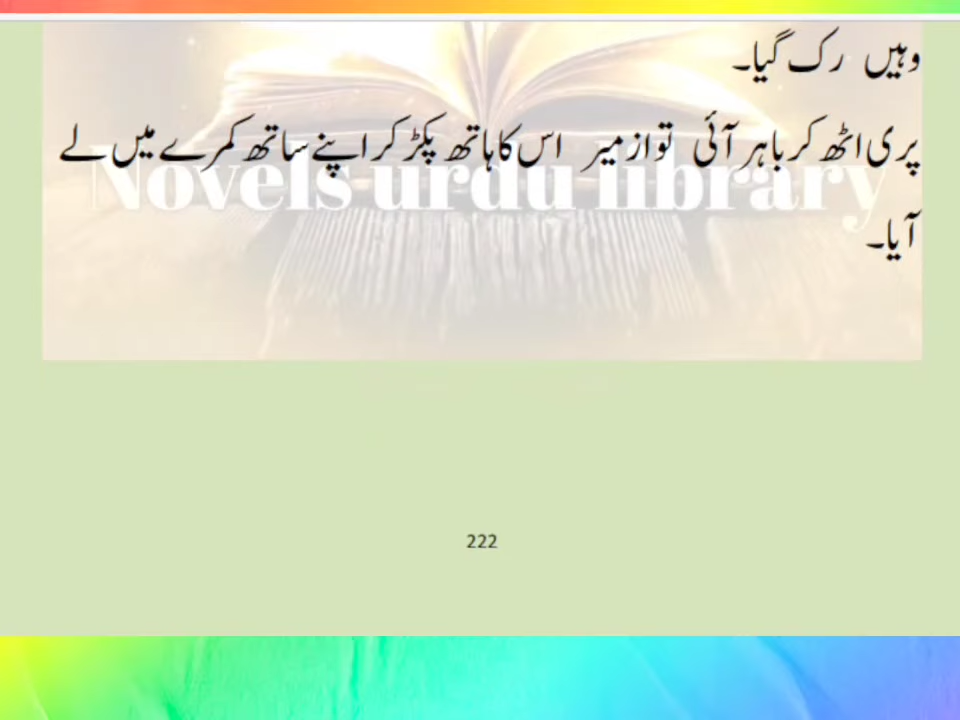 وہیں رک گیا۔
پری اٹھ کر باہر آئی تو ازمیر اس کا ہاتھ پکڑ کر اپنے ساتھ کمرے میں لے
Novels urdu library
آیا۔
222